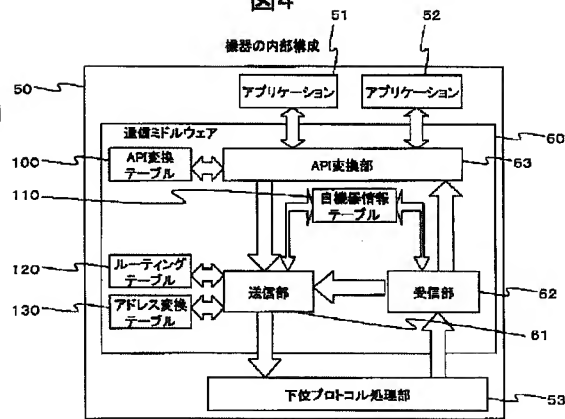 図4
機器の内部構成
51
52
50
アプリケーション
アプリケーション
通信ミドルウェア
60
100
API変換
テーブル
API変換部
63
110
自機器情報
テーブル
120
ルーティング
テーブル
送信部
受信部
62
130
アドレス変換
テーブル
61
下位プロトコル処理部
53